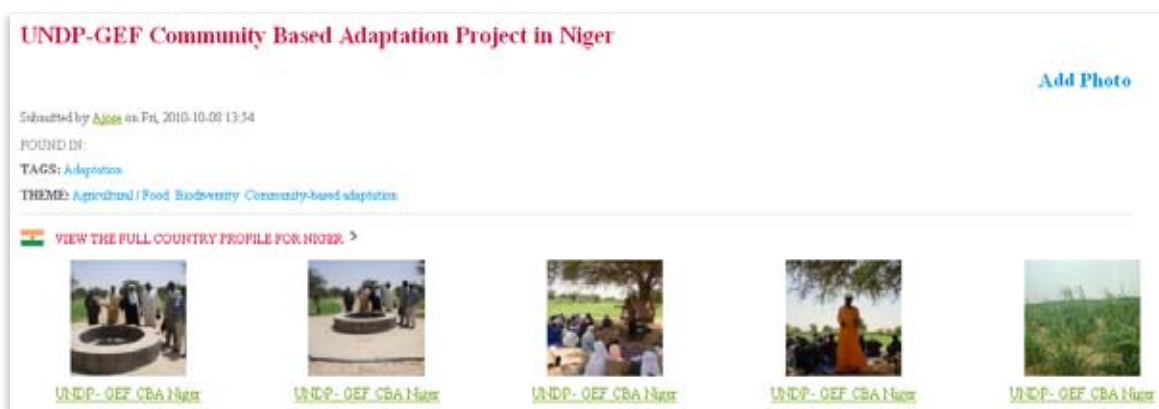 UNDP-GEF Community Based Adaptation Project in Niger
Add Photo
Submitted by Ajose on Fri, 2010-10-08 13:54
FOUND IN:
TAGS: Adaptation
THEME: Agricultural / Food Biodiversity Community-based adaptation
VIEW THE FULL COUNTRY PROFILE FOR NIGER >
UNDP- GEF CBA Niger UNDP- GEF CBA Niger UNDP- GEF CBA Niger UNDP- GEF CBA Niger UNDP- GEF CBA Niger